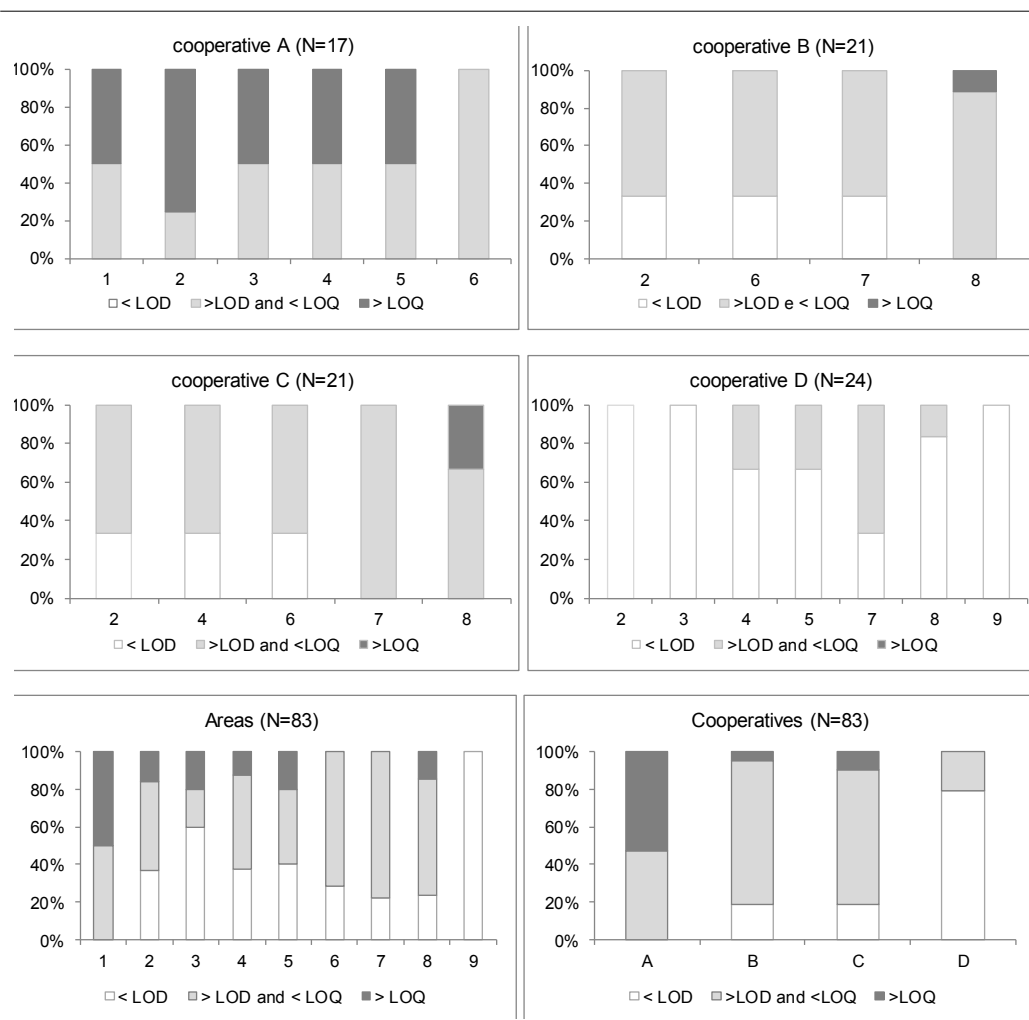 cooperative A (N=17)
100%
80%
60%
40%
20%
0%
1 2 3 4 5 6
< LOD >LOD and <LOQ > LOQ
cooperative B (N=21)
100%
80%
60%
40%
20%
0%
2 6 7 8
< LOD >LOD e < LOQ > LOQ
cooperative C (N=21)
100%
80%
60%
40%
20%
0%
2 4 6 7 8
< LOD >LOD and <LOQ >LOQ
cooperative D (N=24)
100%
80%
60%
40%
20%
0%
2 3 4 5 7 8 9
< LOD >LOD and <LOQ >LOQ
Areas (N=83)
100%
80%
60%
40%
20%
0%
1 2 3 4 5 6 7 8 9
< LOD > LOD and < LOQ > LOQ
Cooperatives (N=83)
100%
80%
60%
40%
20%
0%
A B C D
< LOD >LOD and <LOQ >LOQ